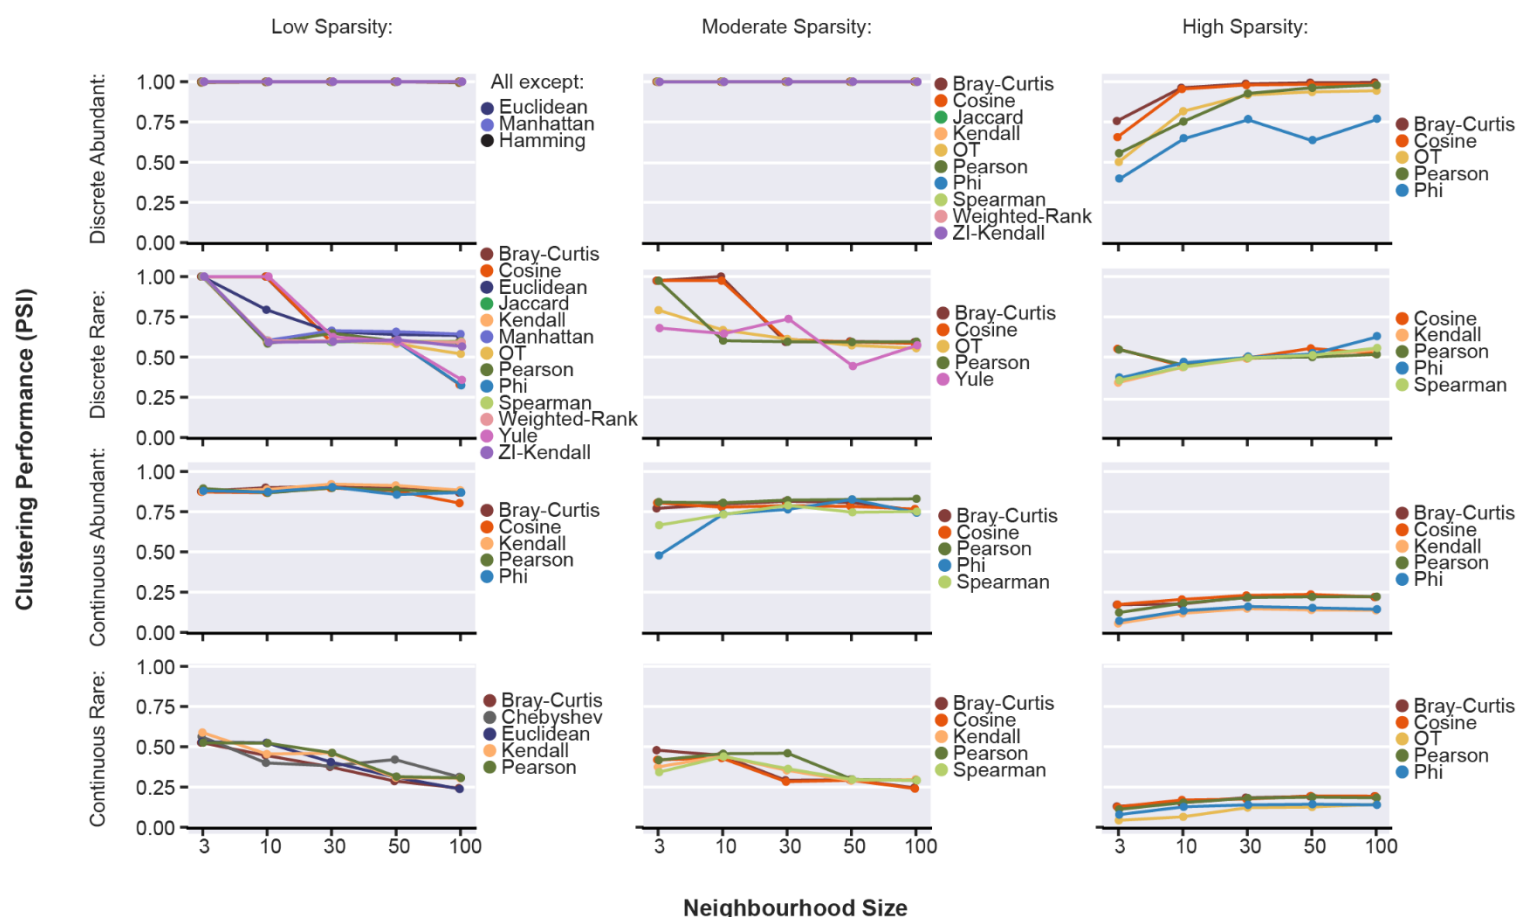 Low Sparsity:
Moderate Sparsity:
High Sparsity:
Clustering Performance (PSI)
Discrete Abundant:
1.00
0.75
0.50
0.25
0.00
All except:
Euclidean
Manhattan
Hamming
Bray-Curtis
Cosine
Jaccard
Kendall
OT
Pearson
Phi
Spearman
Weighted-Rank
ZI-Kendall
Bray-Curtis
Cosine
OT
Pearson
Phi
Discrete Rare:
1.00
0.75
0.50
0.25
0.00
Bray-Curtis
Cosine
Euclidean
Jaccard
Kendall
Manhattan
OT
Pearson
Phi
Spearman
Weighted-Rank
Yule
ZI-Kendall
Bray-Curtis
Cosine
OT
Pearson
Yule
Cosine
Kendall
Pearson
Phi
Spearman
Continuous Abundant:
1.00
0.75
0.50
0.25
0.00
Bray-Curtis
Cosine
Kendall
Pearson
Phi
Bray-Curtis
Cosine
Pearson
Phi
Spearman
Bray-Curtis
Cosine
Kendall
Pearson
Phi
Continuous Rare:
1.00
0.75
0.50
0.25
0.00
Bray-Curtis
Chebyshev
Euclidean
Kendall
Pearson
Bray-Curtis
Cosine
Kendall
Pearson
Spearman
Bray-Curtis
Cosine
OT
Pearson
Phi
3 10 30 50 100
3 10 30 50 100
3 10 30 50 100
Neighbourhood Size